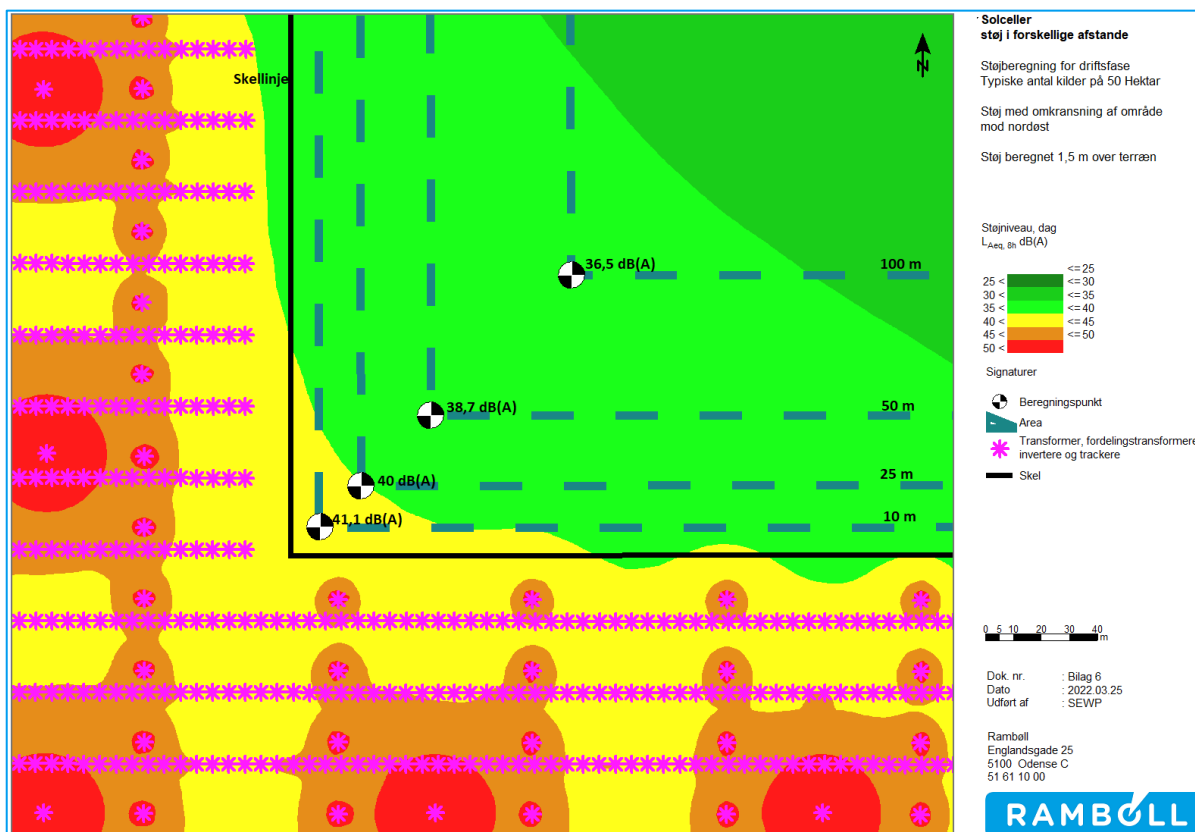 Skellinje
36,5 dB(A)
100 m
38,7 dB(A)
50 m
40 dB(A)
25 m
41,1 dB(A)
10 m
N
Solceller
støj i forskellige afstande
Støjberegning for driftsfase
Typiske antal kilder på 50 Hektar
Støj med omkransning af område
mod nordøst
Støj beregnet 1,5 m over terræn
Støjniveau, dag
LAeq, 8h dB(A)
<= 25
25 < <= 30
30 < <= 35
35 < <= 40
40 < <= 45
45 < <= 50
50 <
Signaturer
Beregningspunkt
Area
Transformer, fordelingstransformere
invertere og trackere
Skel
0 5 10 20 30 40
m
Dok. nr. : Bilag 6
Dato : 2022.03.25
Udført af : SEWP
Rambøll
Englandsgade 25
5100 Odense C
51 61 10 00
RAMBOLL